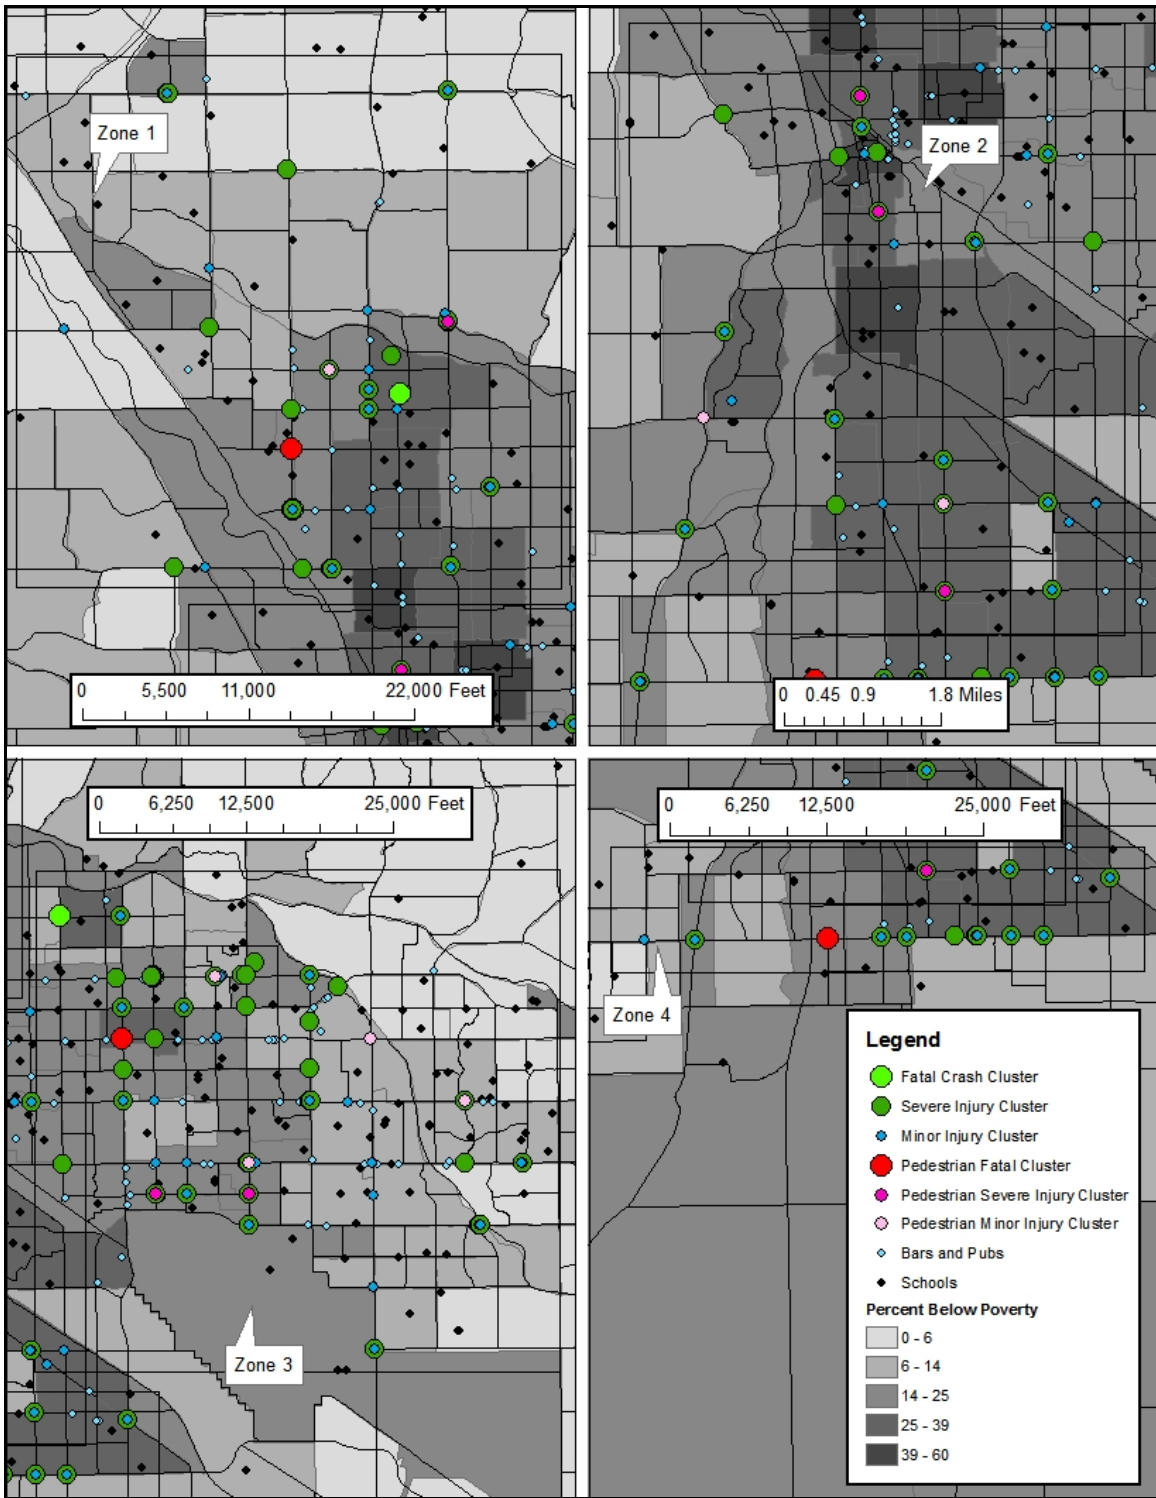 Zone 1
0 5,500 11,000 22,000 Feet
Zone 2
0 0.45 0.9 1.8 Miles
0 6,250 12,500 25,000 Feet
Zone 3
0 6,250 12,500 25,000 Feet
Zone 4
Legend
Fatal Crash Cluster
Severe Injury Cluster
Minor Injury Cluster
Pedestrian Fatal Cluster
Pedestrian Severe Injury Cluster
Pedestrian Minor Injury Cluster
Bars and Pubs
Schools
Percent Below Poverty
0 - 6
6 - 14
14 - 25
25 - 39
39 - 60